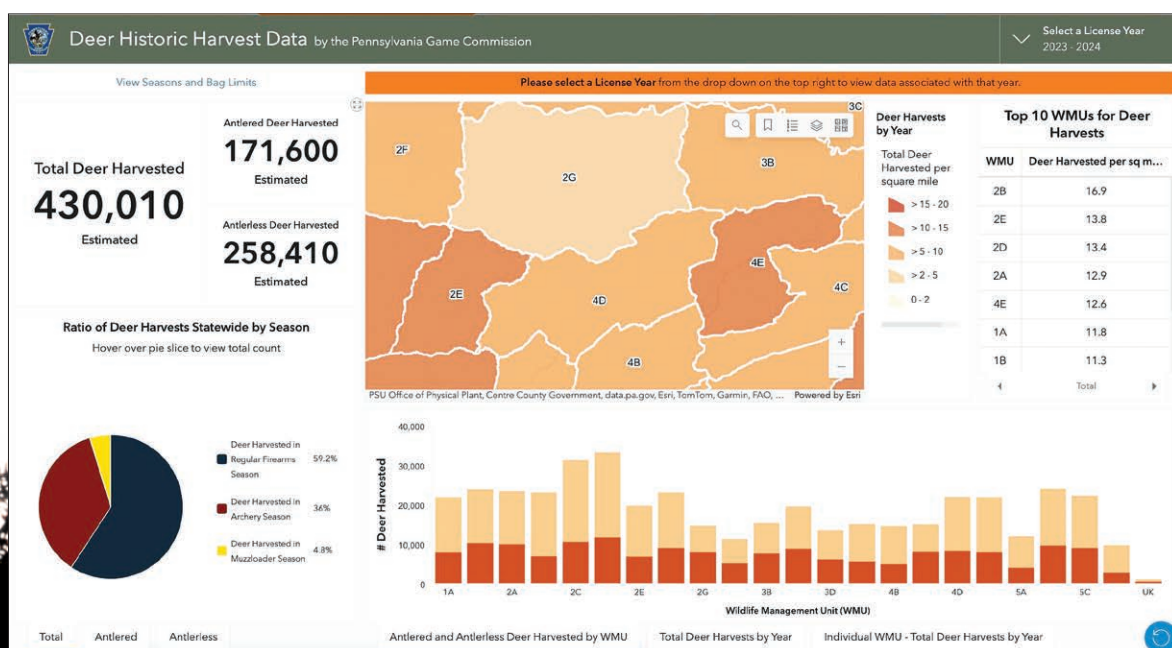 Deer Historic Harvest Data by the Pennsylvania Game Commission
Select a License Year
2023 - 2024
View Seasons and Bag Limits
Please select a License Year from the drop down on the top right to view data associated with that year.
Total Deer Harvested
430,010
Estimated
Antlered Deer Harvested
171,600
Estimated
Antlerless Deer Harvested
258,410
Estimated
3C
2F
2G
3B
4E
2E
4D
4C
4B
+
−
PSU Office of Physical Plant, Centre County Government, data.pa.gov, Esri, TomTom, Garmin, FAO, ...
Powered by Esri
Deer Harvests
by Year
Total Deer
Harvested per
square mile
> 15 - 20
> 10 - 15
> 5 - 10
> 2 - 5
0 - 2
Top 10 WMUs for Deer
Harvests
WMU Deer Harvested per sq m...
2B 16.9
2E 13.8
2D 13.4
2A 12.9
4E 12.6
1A 11.8
1B 11.3
Total
Ratio of Deer Harvests Statewide by Season
Hover over pie slice to view total count
Deer Harvested in
Regular Firearms 59.2%
Season
Deer Harvested in
Archery Season 36%
Deer Harvested in
Muzzloader Season 4.8%
# Deer Harvested
40,000
30,000
20,000
10,000
0
1A 2A 2C 2E 2G 3B 3D 4B 4D 5A 5C UK
Wildlife Management Unit (WMU)
Total Antlered Antlerless
Antlered and Antlerless Deer Harvested by WMU Total Deer Harvests by Year Individual WMU - Total Deer Harvests by Year